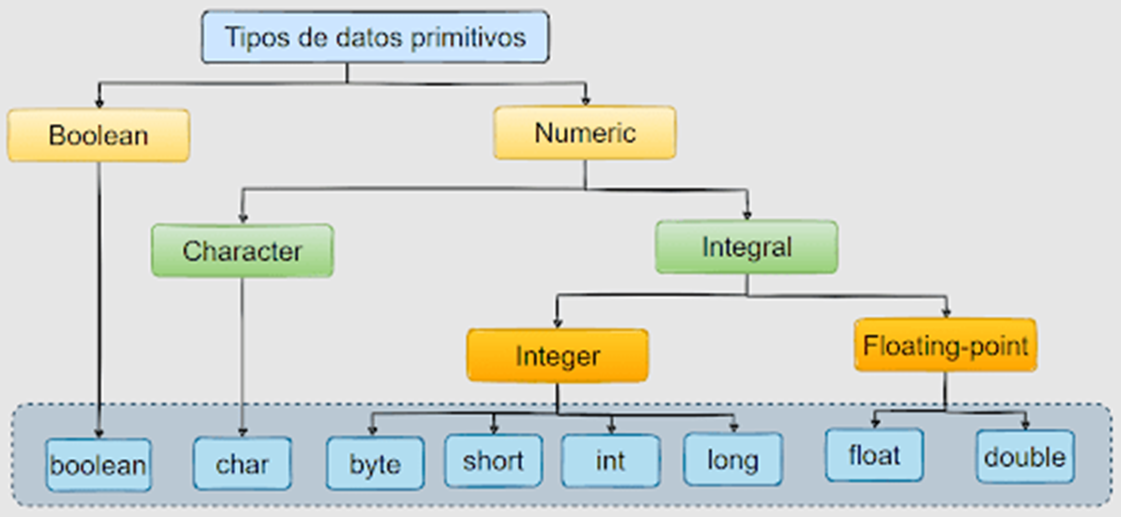 Tipos de datos primitivos
Boolean
Numeric
Character
Integral
Integer
Floating-point
boolean
char
byte
short
int
long
float
double